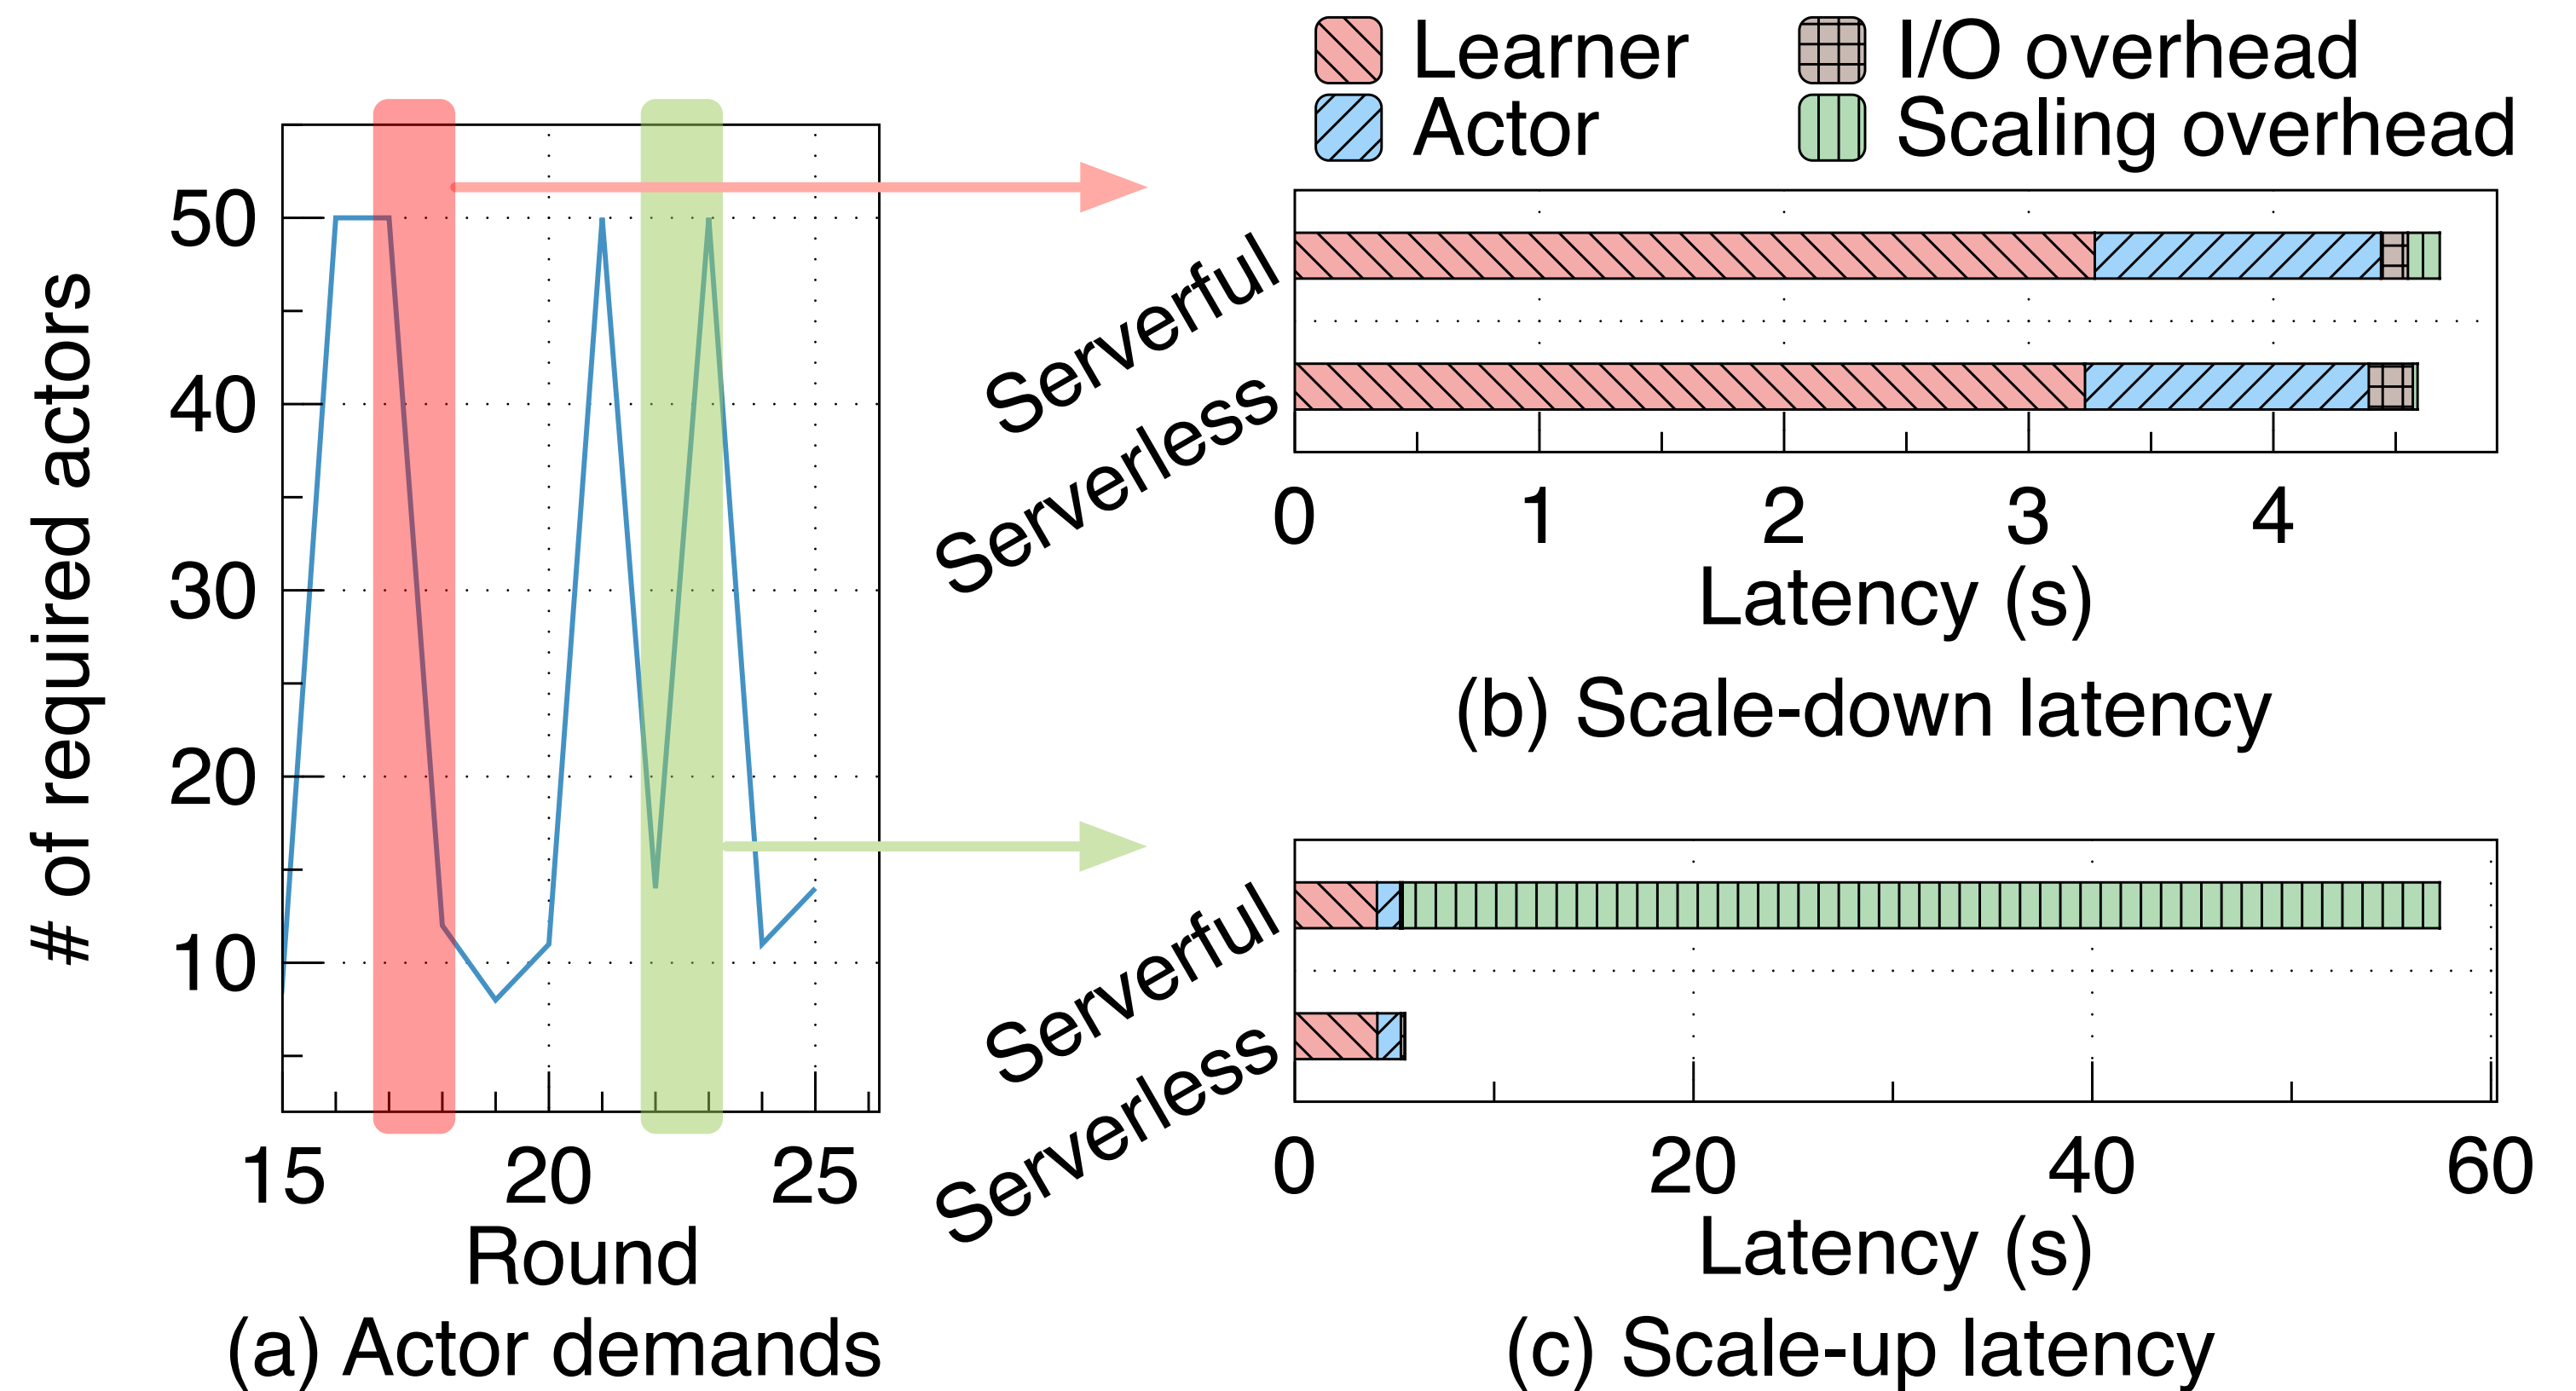 Learner
I/O overhead
Actor
Scaling overhead
# of required actors
50
40
30
20
10
15 20 25
Round
(a) Actor demands
Serverful
Serverless
0 1 2 3 4
Latency (s)
(b) Scale-down latency
Serverful
Serverless
0 20 40 60
Latency (s)
(c) Scale-up latency